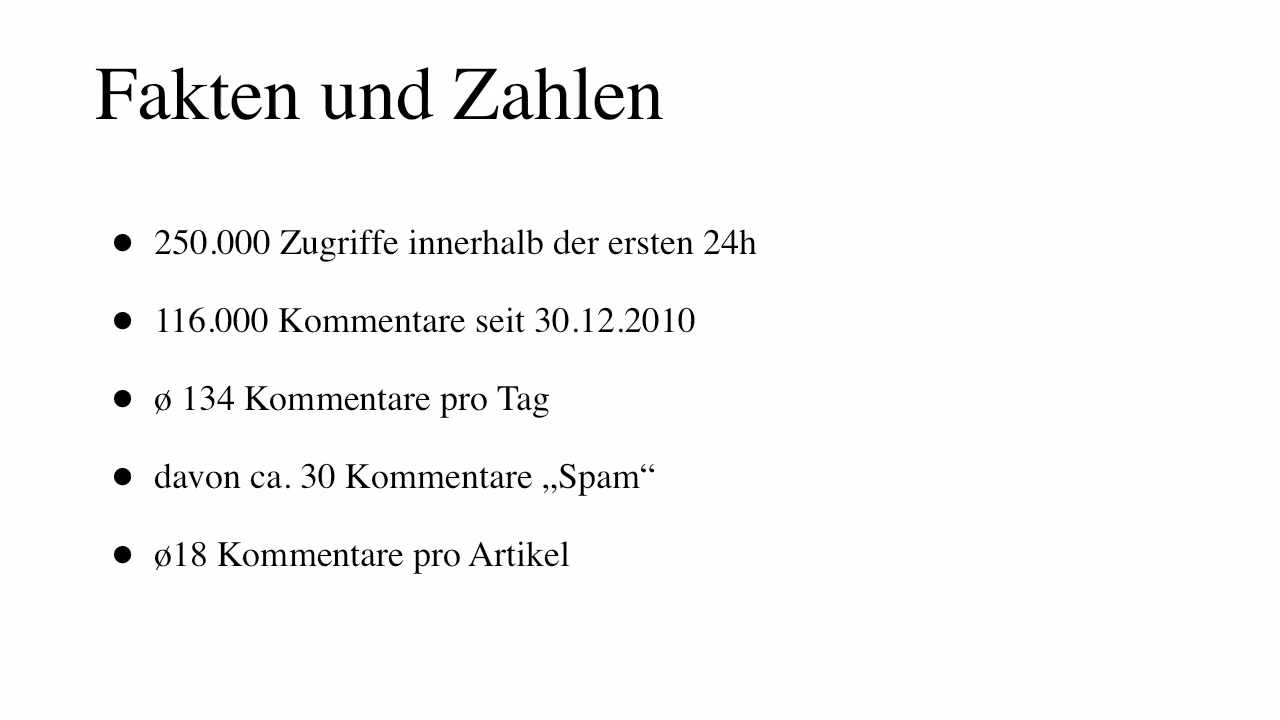 Fakten und Zahlen
● 250.000 Zugriffe innerhalb der ersten 24h
● 116.000 Kommentare seit 30.12.2010
● ø 134 Kommentare pro Tag
● davon ca. 30 Kommentare „Spam“
● ø18 Kommentare pro Artikel